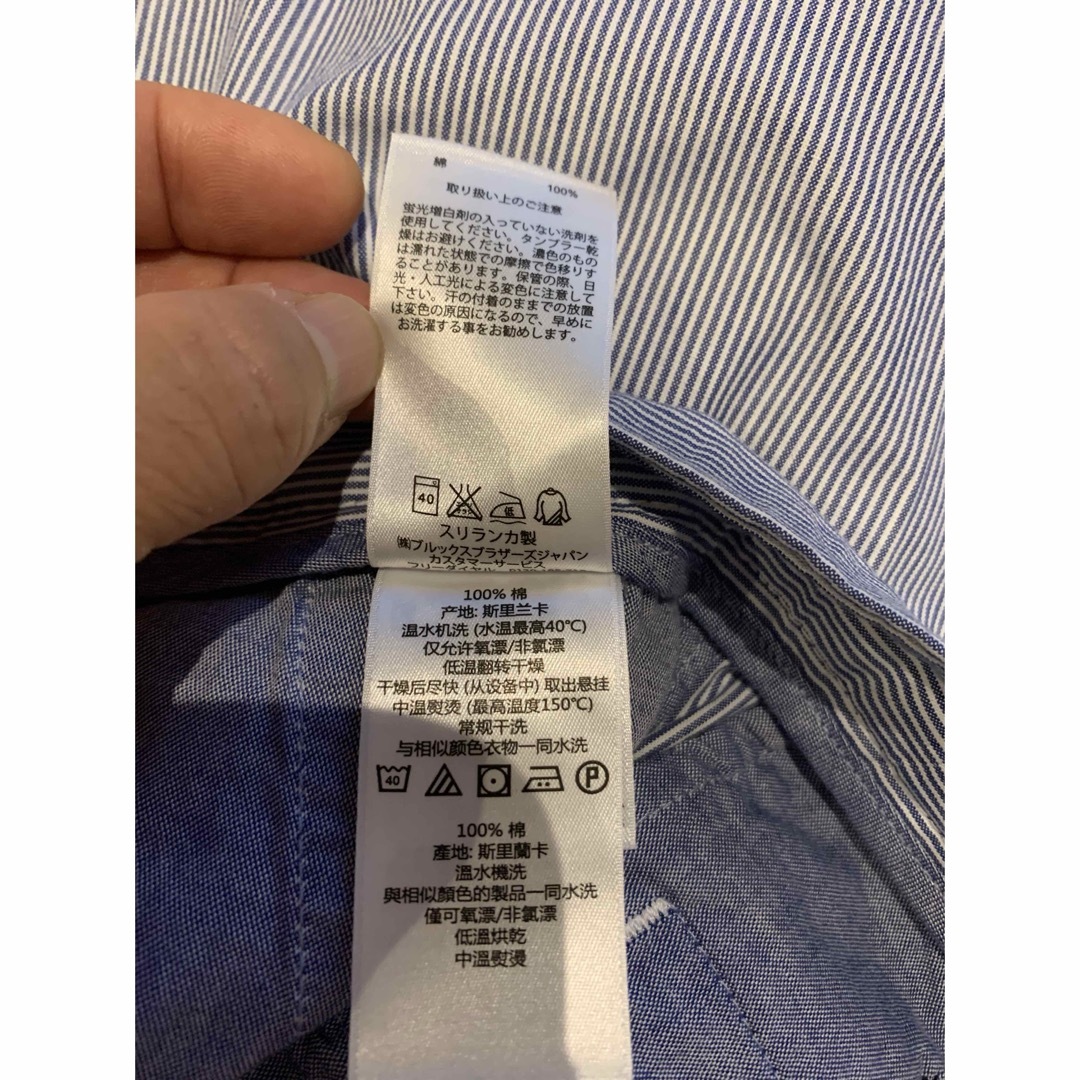 綿 100%
取り扱い上のご注意
蛍光増白剤の入っていない洗剤を
使用してください。タンブラー乾
燥はお避けください。濃色のもの
は濡れた状態での摩擦で色移りす
ることがあります。保管の際、日
光・人工光による変色に注意して
下さい。汗の付着のままでの放置
は変色の原因になるので、早めに
お洗濯する事をお勧めします。
40 低
スリランカ製
㈱ブルックスブラザーズジャパン
カスタマーサービス
フリーダイヤル
100% 棉
产地: 斯里兰卡
温水机洗 (水温最高40℃)
仅允许氧漂/非氯漂
低温翻转干燥
干燥后尽快 (从设备中) 取出悬挂
中温熨烫 (最高温度150℃)
常规干洗
与相似颜色衣物一同水洗
40 P
100% 棉
產地: 斯里蘭卡
溫水機洗
與相似顏色的製品一同水洗
僅可氧漂/非氯漂
低溫烘乾
中溫熨燙